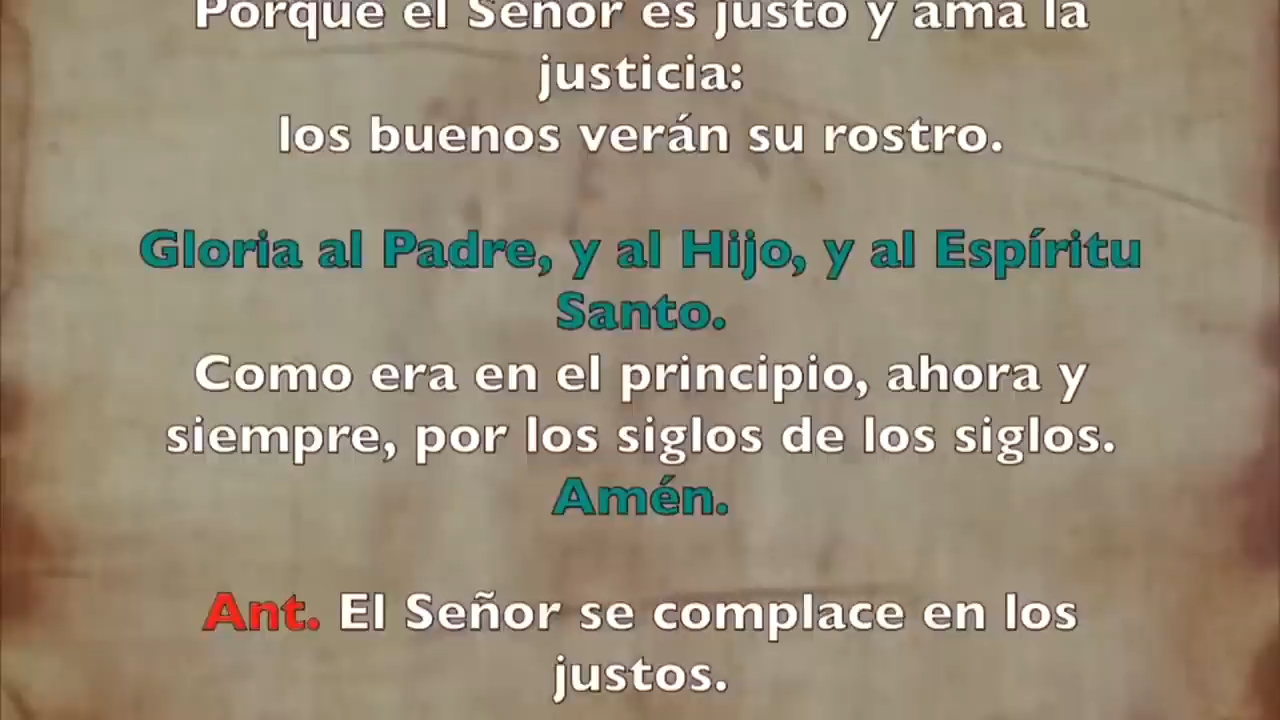 Porque el Señor es justo y ama la
justicia:
los buenos verán su rostro.
Gloria al Padre, y al Hijo, y al Espíritu
Santo.
Como era en el principio, ahora y
siempre, por los siglos de los siglos.
Amén.
Ant. El Señor se complace en los
justos.